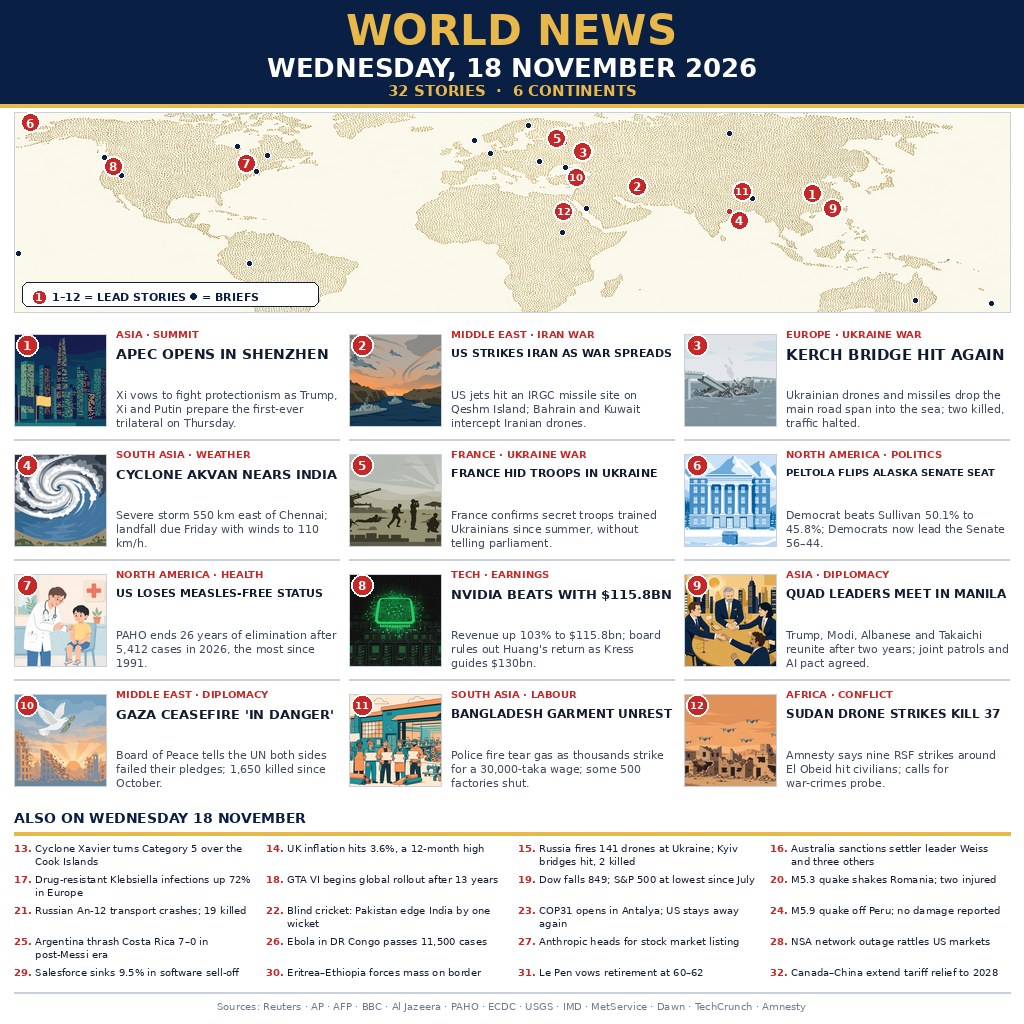 WORLD NEWS
WEDNESDAY, 18 NOVEMBER 2026
32 STORIES · 6 CONTINENTS
6
5
3
7
8
10
2
11
1
12
4
9
1 1–12 = LEAD STORIES = BRIEFS
1
ASIA · SUMMIT
APEC OPENS IN SHENZHEN
Xi vows to fight protectionism as Trump,
Xi and Putin prepare the first-ever
trilateral on Thursday.
2
MIDDLE EAST · IRAN WAR
US STRIKES IRAN AS WAR SPREADS
US jets hit an IRGC missile site on
Qeshm Island; Bahrain and Kuwait
intercept Iranian drones.
3
EUROPE · UKRAINE WAR
KERCH BRIDGE HIT AGAIN
Ukrainian drones and missiles drop the
main road span into the sea; two killed,
traffic halted.
4
SOUTH ASIA · WEATHER
CYCLONE AKVAN NEARS INDIA
Severe storm 550 km east of Chennai;
landfall due Friday with winds to 110
km/h.
5
FRANCE · UKRAINE WAR
FRANCE HID TROOPS IN UKRAINE
France confirms secret troops trained
Ukrainians since summer, without
telling parliament.
6
NORTH AMERICA · POLITICS
PELTOLA FLIPS ALASKA SENATE SEAT
Democrat beats Sullivan 50.1% to
45.8%; Democrats now lead the Senate
56–44.
7
NORTH AMERICA · HEALTH
US LOSES MEASLES-FREE STATUS
PAHO ends 26 years of elimination after
5,412 cases in 2026, the most since
1991.
8
TECH · EARNINGS
NVIDIA BEATS WITH $115.8BN
Revenue up 103% to $115.8bn; board
rules out Huang's return as Kress
guides $130bn.
9
ASIA · DIPLOMACY
QUAD LEADERS MEET IN MANILA
Trump, Modi, Albanese and Takaichi
reunite after two years; joint patrols and
AI pact agreed.
10
MIDDLE EAST · DIPLOMACY
GAZA CEASEFIRE 'IN DANGER'
Board of Peace tells the UN both sides
failed their pledges; 1,650 killed since
October.
11
SOUTH ASIA · LABOUR
BANGLADESH GARMENT UNREST
Police fire tear gas as thousands strike
for a 30,000-taka wage; some 500
factories shut.
12
AFRICA · CONFLICT
SUDAN DRONE STRIKES KILL 37
Amnesty says nine RSF strikes around
El Obeid hit civilians; calls for
war-crimes probe.
ALSO ON WEDNESDAY 18 NOVEMBER
13. Cyclone Xavier turns Category 5 over the
Cook Islands
14. UK inflation hits 3.6%, a 12-month high
15. Russia fires 141 drones at Ukraine; Kyiv
bridges hit, 2 killed
16. Australia sanctions settler leader Weiss
and three others
17. Drug-resistant Klebsiella infections up 72%
in Europe
18. GTA VI begins global rollout after 13 years
19. Dow falls 849; S&P 500 at lowest since July
20. M5.3 quake shakes Romania; two injured
21. Russian An-12 transport crashes; 19 killed
22. Blind cricket: Pakistan edge India by one
wicket
23. COP31 opens in Antalya; US stays away
again
24. M5.9 quake off Peru; no damage reported
25. Argentina thrash Costa Rica 7–0 in
post-Messi era
26. Ebola in DR Congo passes 11,500 cases
27. Anthropic heads for stock market listing
28. NSA network outage rattles US markets
29. Salesforce sinks 9.5% in software sell-off
30. Eritrea–Ethiopia forces mass on border
31. Le Pen vows retirement at 60–62
32. Canada–China extend tariff relief to 2028
Sources: Reuters · AP · AFP · BBC · Al Jazeera · PAHO · ECDC · USGS · IMD · MetService · Dawn · TechCrunch · Amnesty